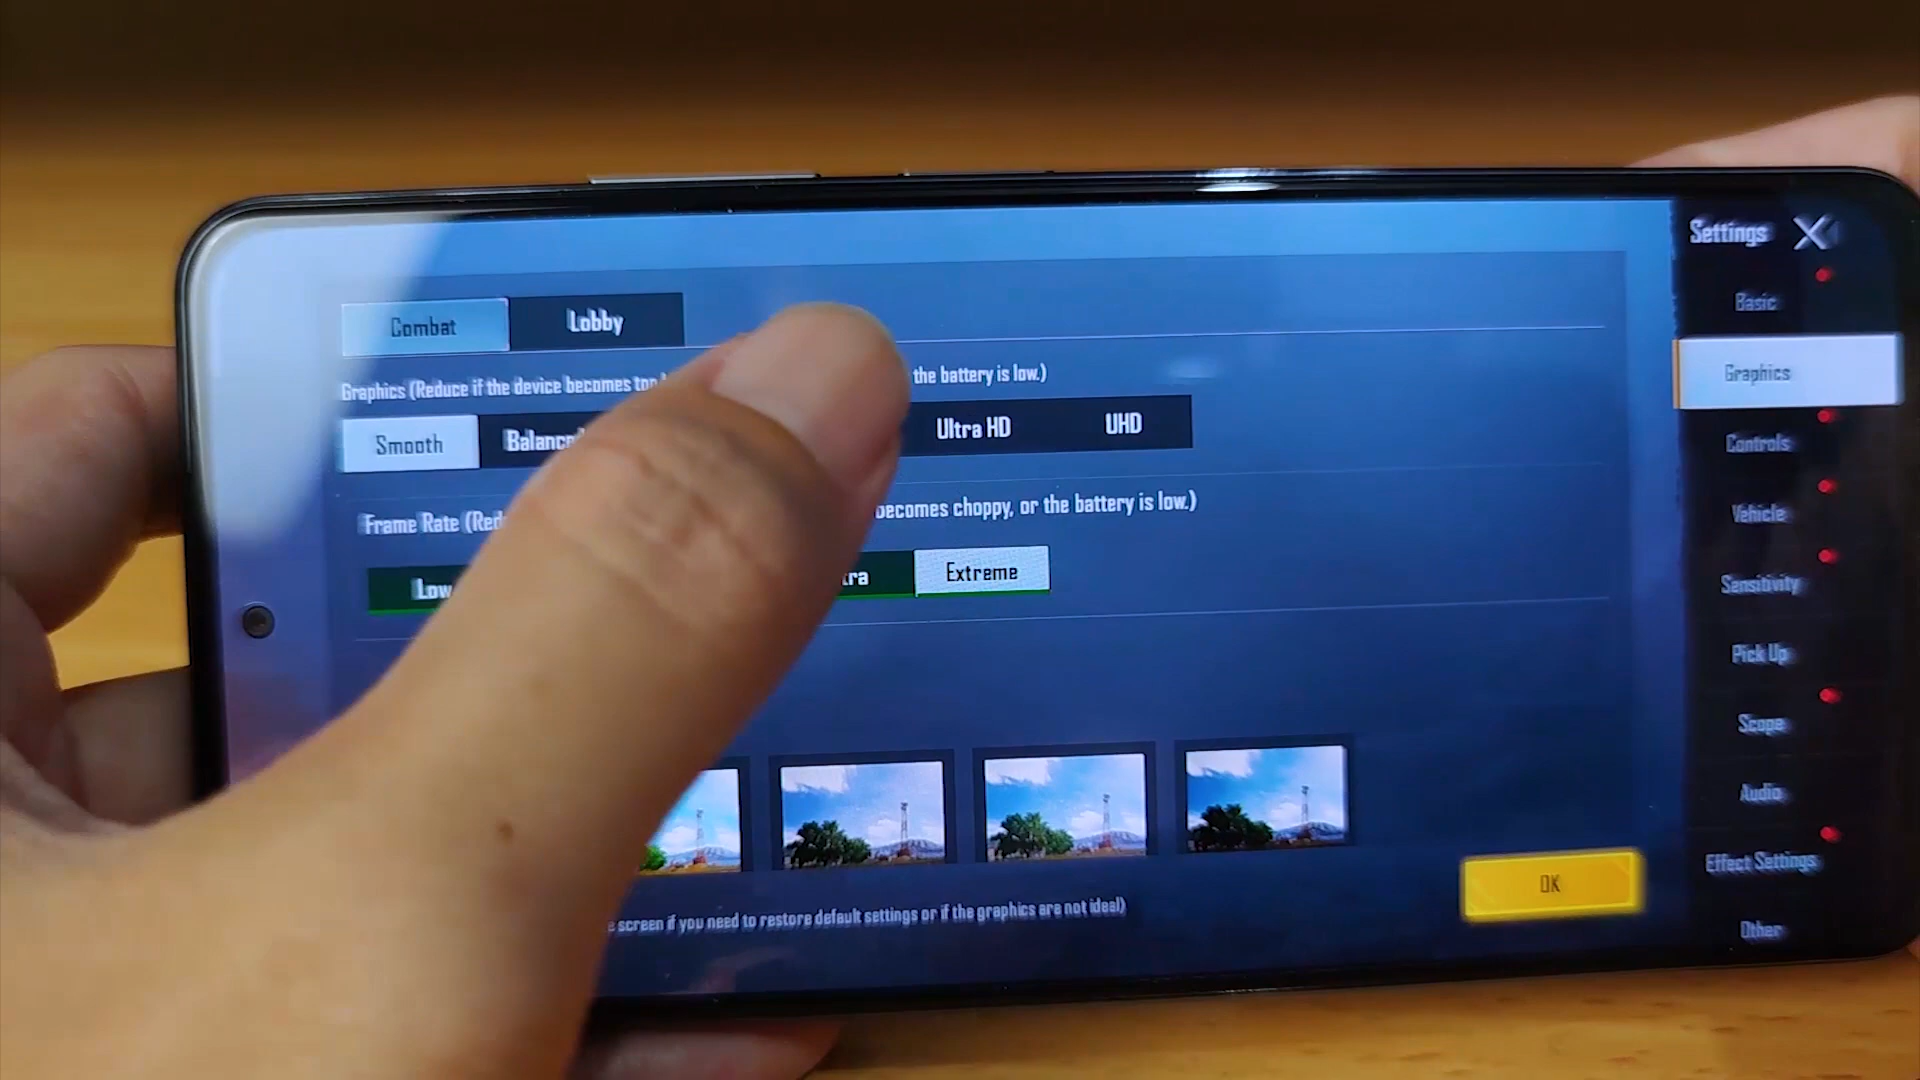 Settings
Basic
Graphics
Controls
Vehicle
Sensitivity
Pick Up
Scope
Audio
Effect Settings
Other
Combat Lobby
Graphics (Reduce if the device becomes too the battery is low.)
Smooth Ultra HD UHD
Frame Rate becomes choppy, or the battery is low.)
Low Extreme
screen if you need to restore default settings or if the graphics are not ideal)
OK